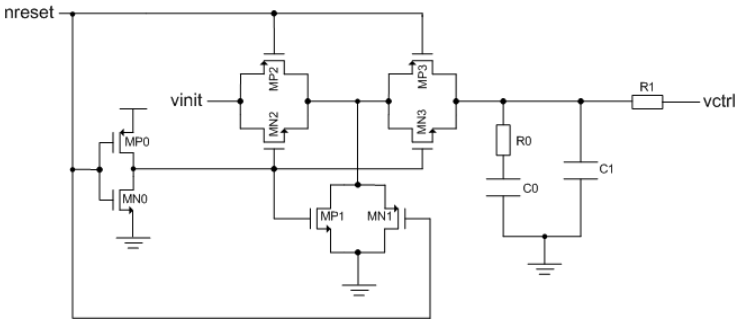 nreset
MP2
MP3
R1
vinit
vctrl
MN2
MN3
MP0
R0
C1
MN0
C0
MP1
MN1